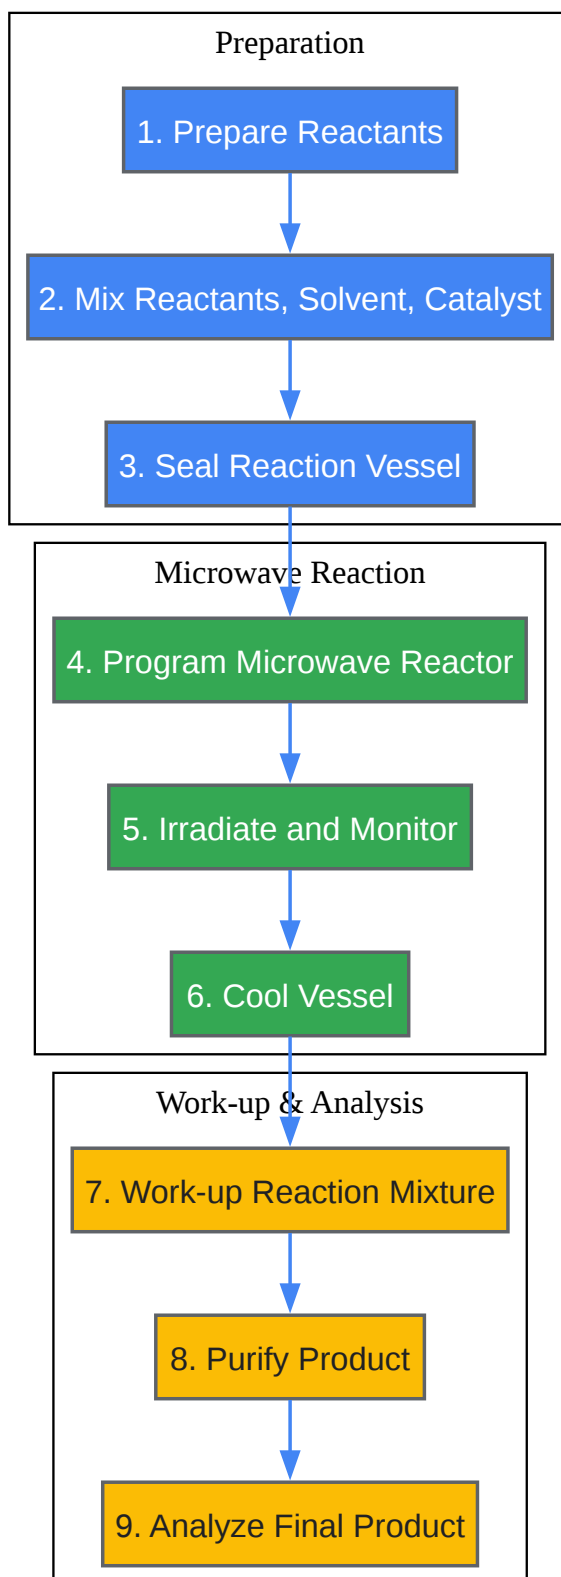 Preparation
1. Prepare Reactants
2. Mix Reactants, Solvent, Catalyst
3. Seal Reaction Vessel
Microwave Reaction
4. Program Microwave Reactor
5. Irradiate and Monitor
6. Cool Vessel
Work-up & Analysis
7. Work-up Reaction Mixture
8. Purify Product
9. Analyze Final Product